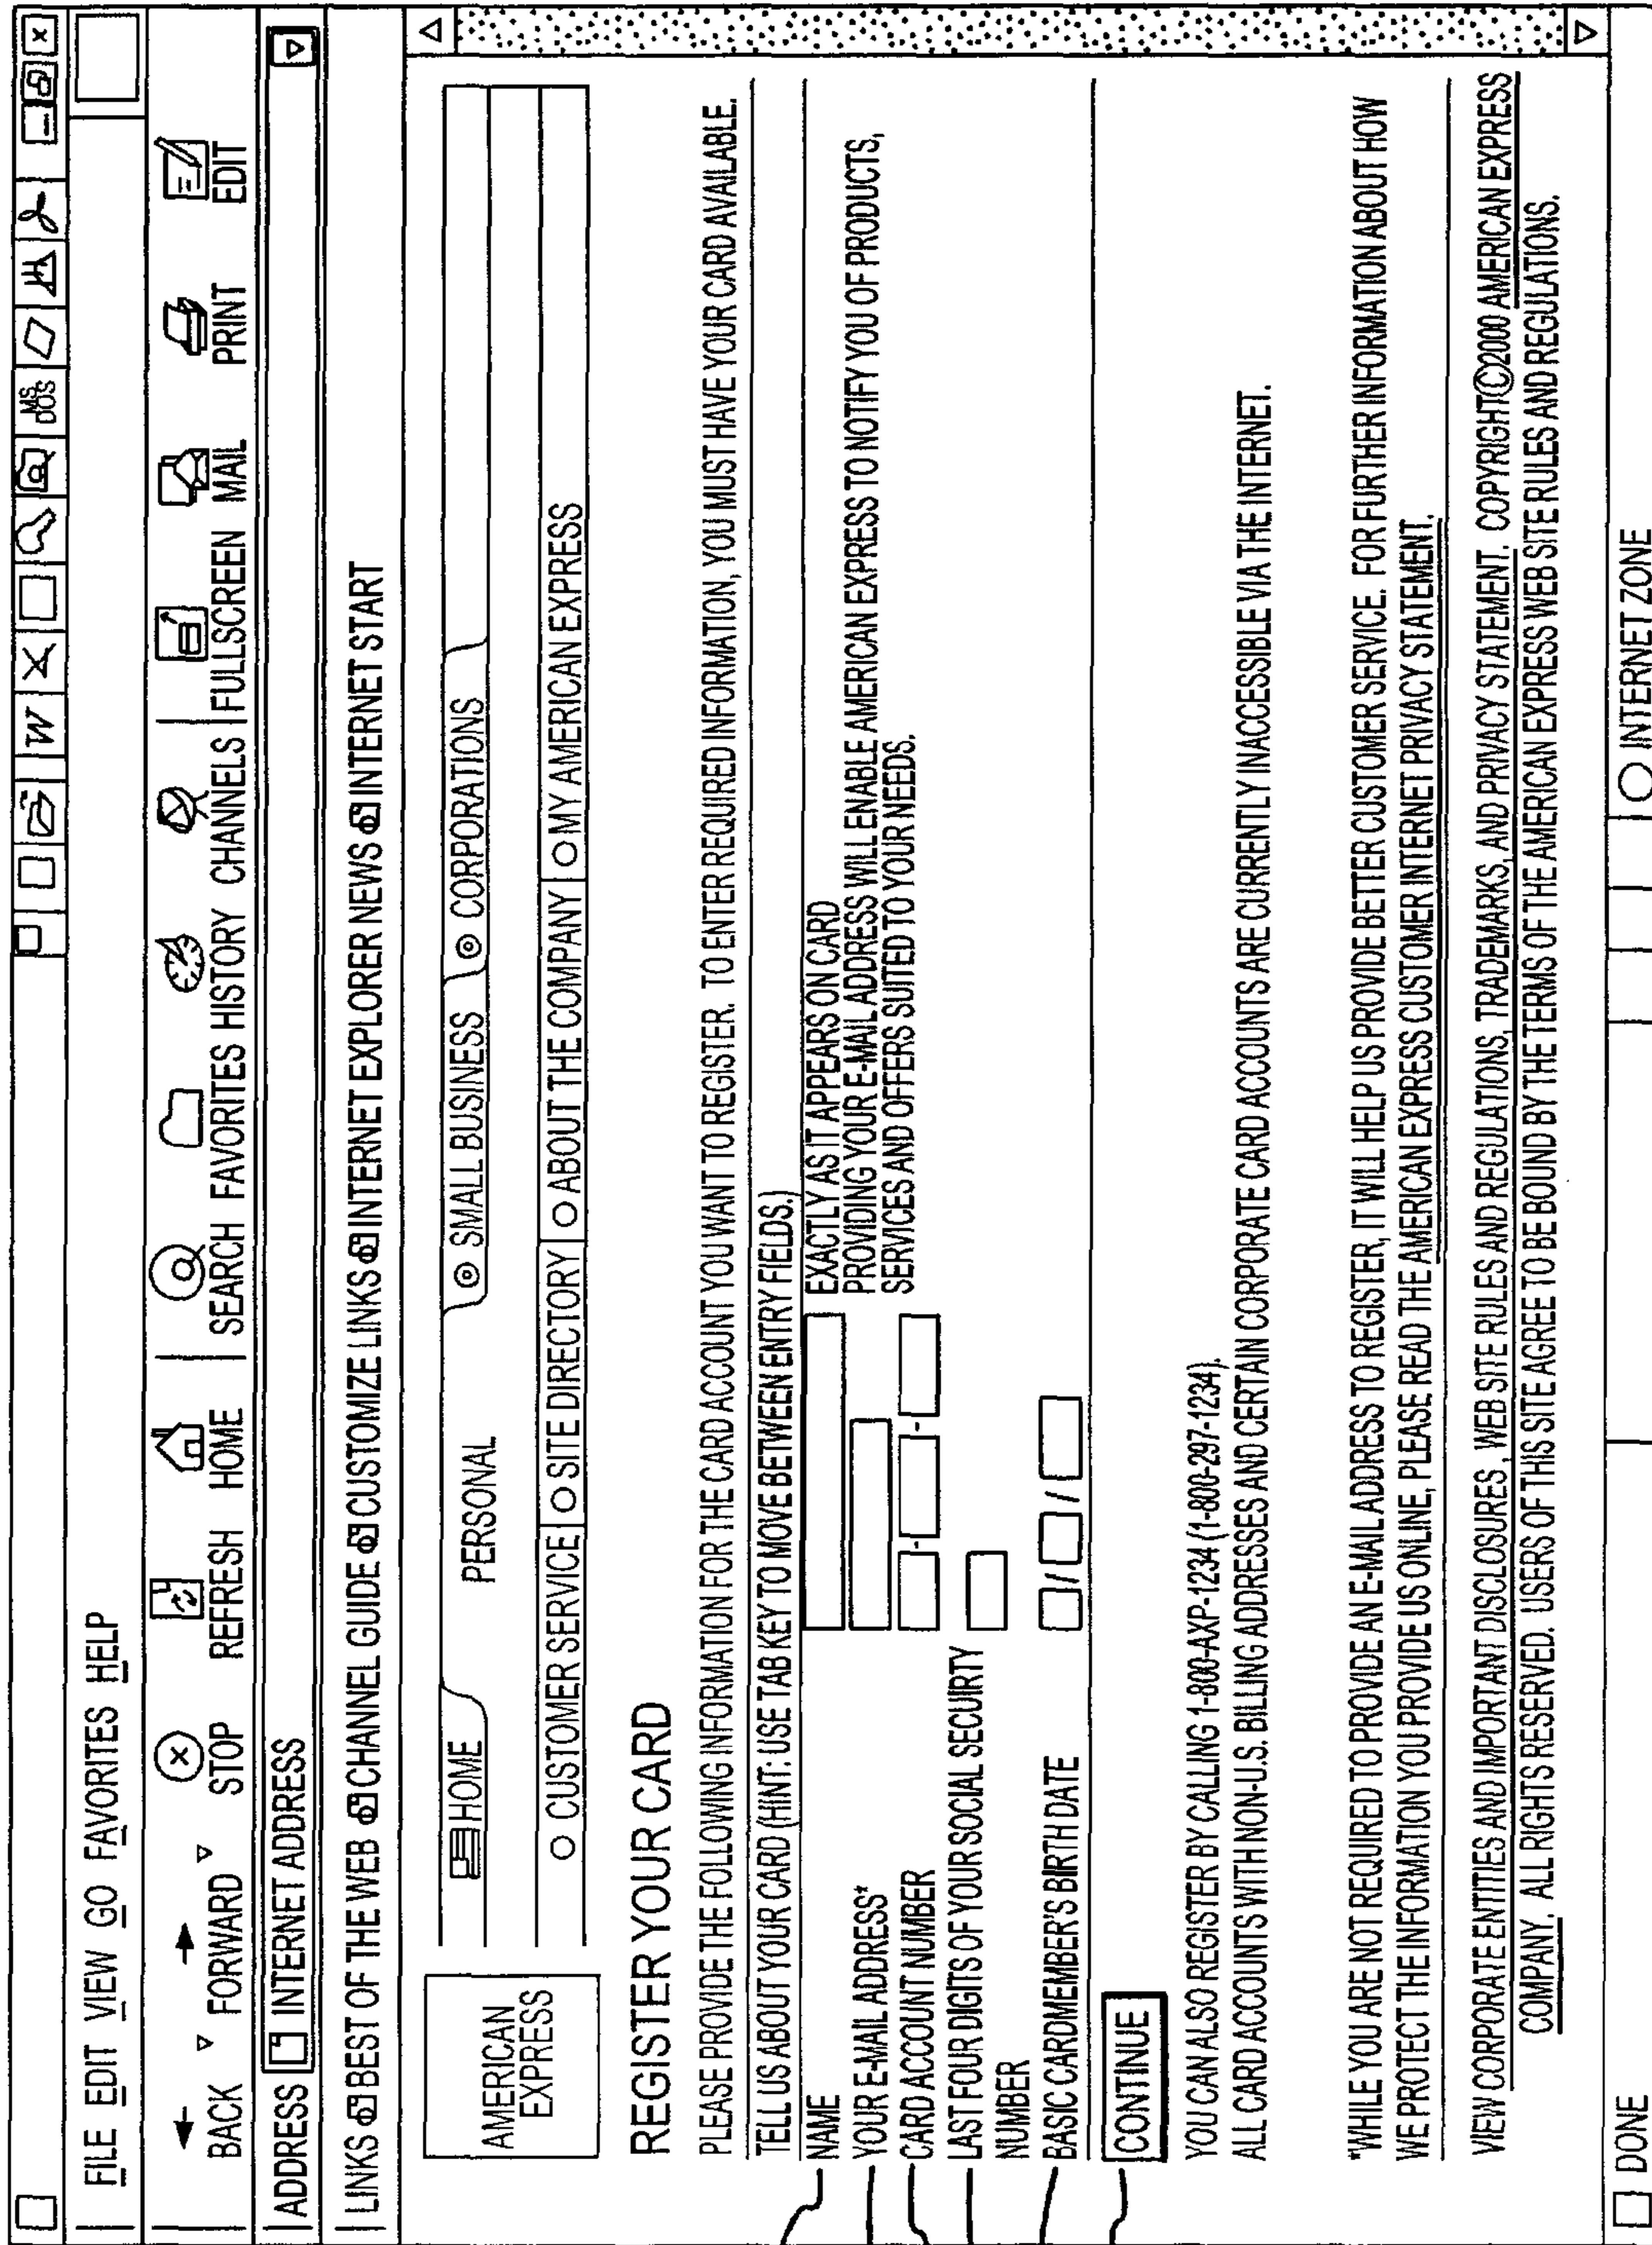 MS
DOS
FILE EDIT VIEW GO FAVORITES HELP
BACK FORWARD STOP REFRESH HOME SEARCH FAVORITES HISTORY CHANNELS FULLSCREEN MAIL PRINT EDIT
ADDRESS INTERNET ADDRESS
LINKS BEST OF THE WEB CHANNEL GUIDE CUSTOMIZE LINKS INTERNET EXPLORER NEWS INTERNET START
AMERICAN
EXPRESS
HOME PERSONAL SMALL BUSINESS CORPORATIONS
CUSTOMER SERVICE SITE DIRECTORY ABOUT THE COMPANY MY AMERICAN EXPRESS
REGISTER YOUR CARD
PLEASE PROVIDE THE FOLLOWING INFORMATION FOR THE CARD ACCOUNT YOU WANT TO REGISTER. TO ENTER REQUIRED INFORMATION, YOU MUST HAVE YOUR CARD AVAILABLE.
TELL US ABOUT YOUR CARD (HINT: USE TAB KEY TO MOVE BETWEEN ENTRY FIELDS.)
NAME EXACTLY AS IT APPEARS ON CARD
YOUR E-MAIL ADDRESS* PROVIDING YOUR E-MAIL ADDRESS WILL ENABLE AMERICAN EXPRESS TO NOTIFY YOU OF PRODUCTS,
SERVICES AND OFFERS SUITED TO YOUR NEEDS.
CARD ACCOUNT NUMBER - -
LAST FOUR DIGITS OF YOUR SOCIAL SECUIRTY
NUMBER
BASIC CARDMEMBER'S BIRTH DATE / /
CONTINUE
YOU CAN ALSO REGISTER BY CALLING 1-800-AXP-1234 (1-800-297-1234).
ALL CARD ACCOUNTS WITH NON-U.S. BILLING ADDRESSES AND CERTAIN CORPORATE CARD ACCOUNTS ARE CURRENTLY INACCESSIBLE VIA THE INTERNET.
*WHILE YOU ARE NOT REQUIRED TO PROVIDE AN E-MAIL ADDRESS TO REGISTER, IT WILL HELP US PROVIDE BETTER CUSTOMER SERVICE. FOR FURTHER INFORMATION ABOUT HOW
WE PROTECT THE INFORMATION YOU PROVIDE US ONLINE, PLEASE READ THE AMERICAN EXPRESS CUSTOMER INTERNET PRIVACY STATEMENT.
VIEW CORPORATE ENTITIES AND IMPORTANT DISCLOSURES, WEB SITE RULES AND REGULATIONS, TRADEMARKS, AND PRIVACY STATEMENT. COPYRIGHT©2000 AMERICAN EXPRESS
COMPANY. ALL RIGHTS RESERVED. USERS OF THIS SITE AGREE TO BE BOUND BY THE TERMS OF THE AMERICAN EXPRESS WEB SITE RULES AND REGULATIONS.
DONE INTERNET ZONE